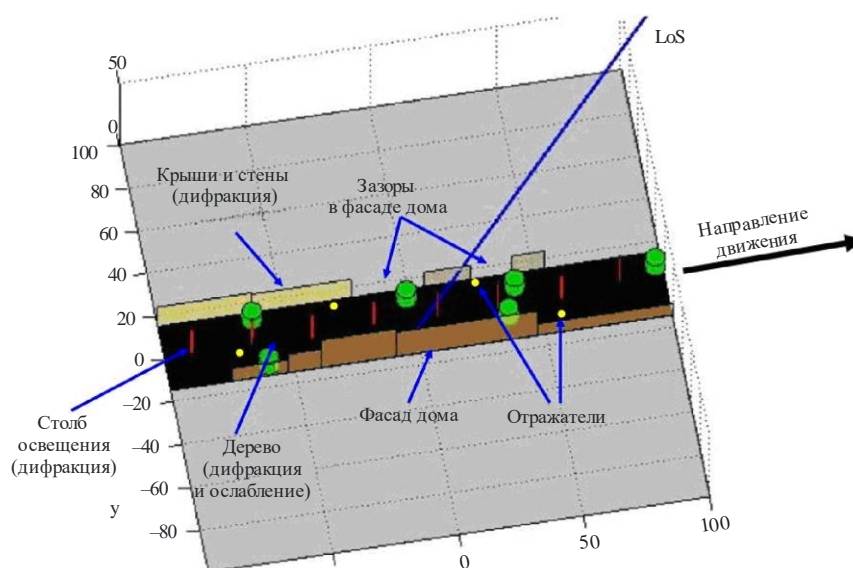 LoS
50
0
100
80
60
40
20
0
–20
–40
–60
–80
y
0
50
100
Крыши и стены
(дифракция)
Зазоры
в фасаде дома
Направление
движения
Столб
освещения
(дифракция)
Дерево
(дифракция
и ослабление)
Фасад дома
Отражатели